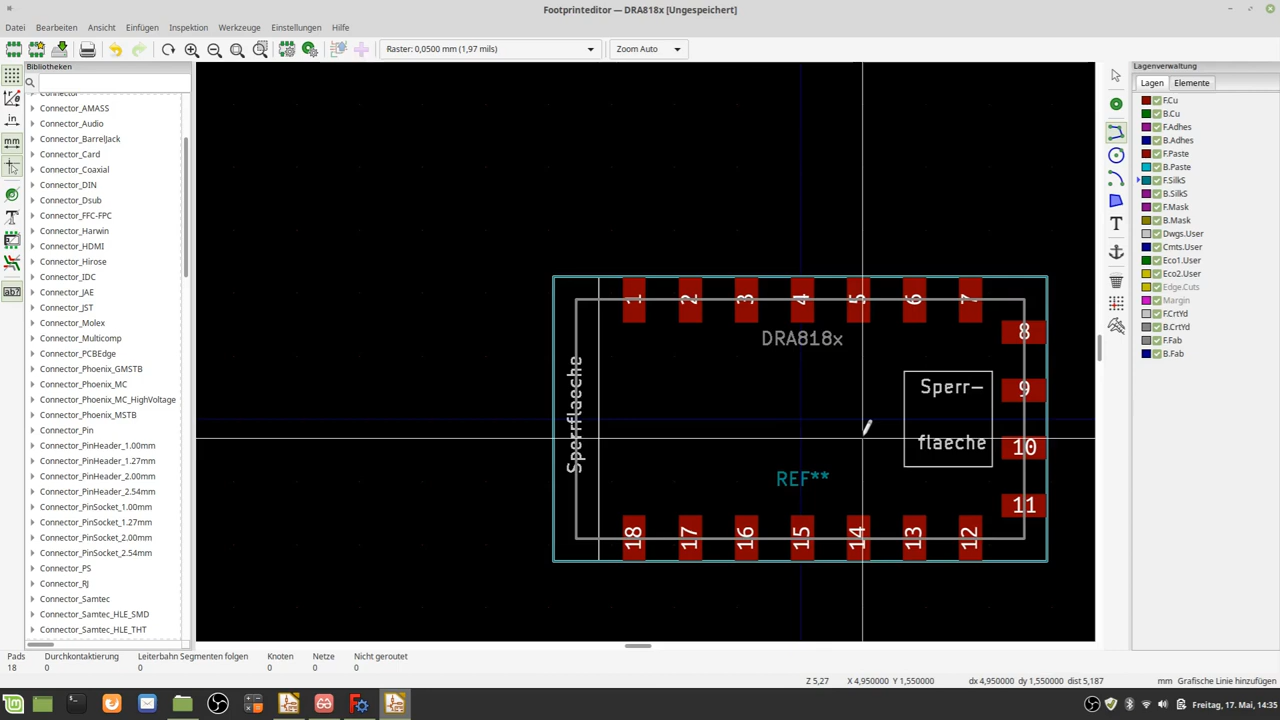 Footprinteditor — DRA818x [Ungespeichert]
Datei Bearbeiten Ansicht Einfügen Inspektion Werkzeuge Einstellungen Hilfe
Raster: 0,0500 mm (1,97 mils) Zoom Auto
Bibliotheken
Connector
Connector_AMASS
Connector_Audio
Connector_BarrelJack
Connector_Card
Connector_Coaxial
Connector_DIN
Connector_Dsub
Connector_FFC-FPC
Connector_Harwin
Connector_HDMI
Connector_Hirose
Connector_IDC
Connector_JAE
Connector_JST
Connector_Molex
Connector_Multicomp
Connector_PCBEdge
Connector_Phoenix_GMSTB
Connector_Phoenix_MC
Connector_Phoenix_MC_HighVoltage
Connector_Phoenix_MSTB
Connector_Pin
Connector_PinHeader_1.00mm
Connector_PinHeader_1.27mm
Connector_PinHeader_2.00mm
Connector_PinHeader_2.54mm
Connector_PinSocket_1.00mm
Connector_PinSocket_1.27mm
Connector_PinSocket_2.00mm
Connector_PinSocket_2.54mm
Connector_PS
Connector_RJ
Connector_Samtec
Connector_Samtec_HLE_SMD
Connector_Samtec_HLE_THT
in
mm
1 2 3 4 5 6 7
8
DRA818x
Sperrflaeche
Sperr–
9
flaeche
10
REF**
11
18 17 16 15 14 13 12
Lagenverwaltung
Lagen Elemente
F.Cu
B.Cu
F.Adhes
B.Adhes
F.Paste
B.Paste
F.SilkS
B.SilkS
F.Mask
B.Mask
Dwgs.User
Cmts.User
Eco1.User
Eco2.User
Edge.Cuts
Margin
F.CrtYd
B.CrtYd
F.Fab
B.Fab
Pads Durchkontaktierung Leiterbahn Segmenten folgen Knoten Netze Nicht geroutet
18 0 0 0 0 0
Z 5,27 X 4,950000 Y 1,550000 dx 4,950000 dy 1,550000 dist 5,187 mm Grafische Linie hinzufügen
Freitag, 17. Mai, 14:35